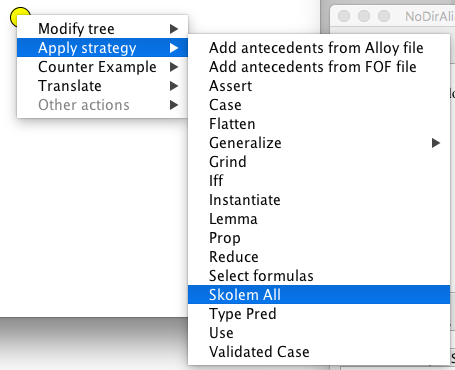 NoDirAli
Modify tree
Apply strategy
Counter Example
Translate
Other actions
Add antecedents from Alloy file
Add antecedents from FOF file
Assert
Case
Flatten
Generalize
Grind
Iff
Instantiate
Lemma
Prop
Reduce
Select formulas
Skolem All
Type Pred
Use
Validated Case